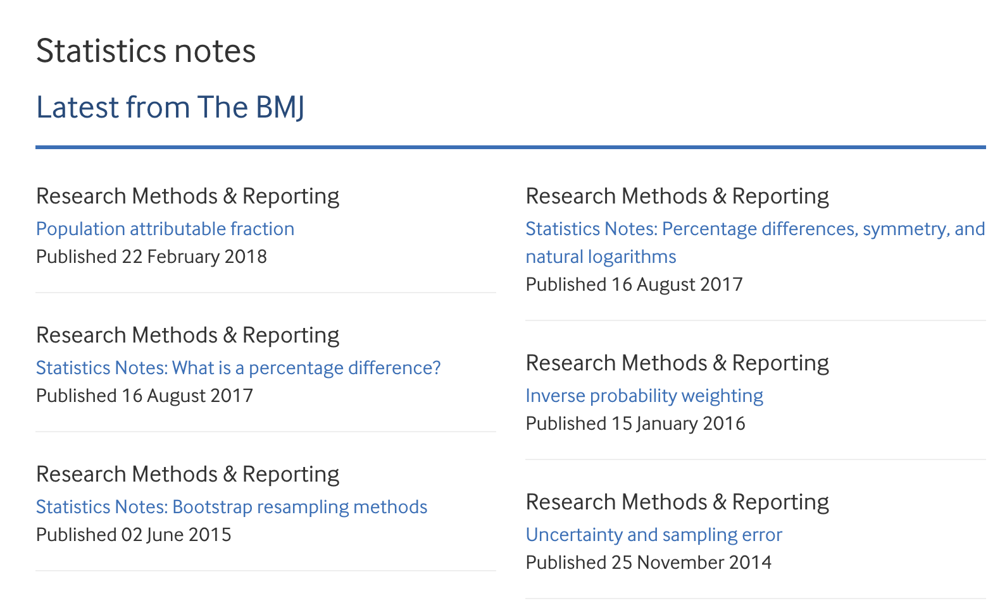 Statistics notes
Latest from The BMJ
Research Methods & Reporting
Population attributable fraction
Published 22 February 2018
Research Methods & Reporting
Statistics Notes: Percentage differences, symmetry, and
natural logarithms
Published 16 August 2017
Research Methods & Reporting
Statistics Notes: What is a percentage difference?
Published 16 August 2017
Research Methods & Reporting
Inverse probability weighting
Published 15 January 2016
Research Methods & Reporting
Statistics Notes: Bootstrap resampling methods
Published 02 June 2015
Research Methods & Reporting
Uncertainty and sampling error
Published 25 November 2014